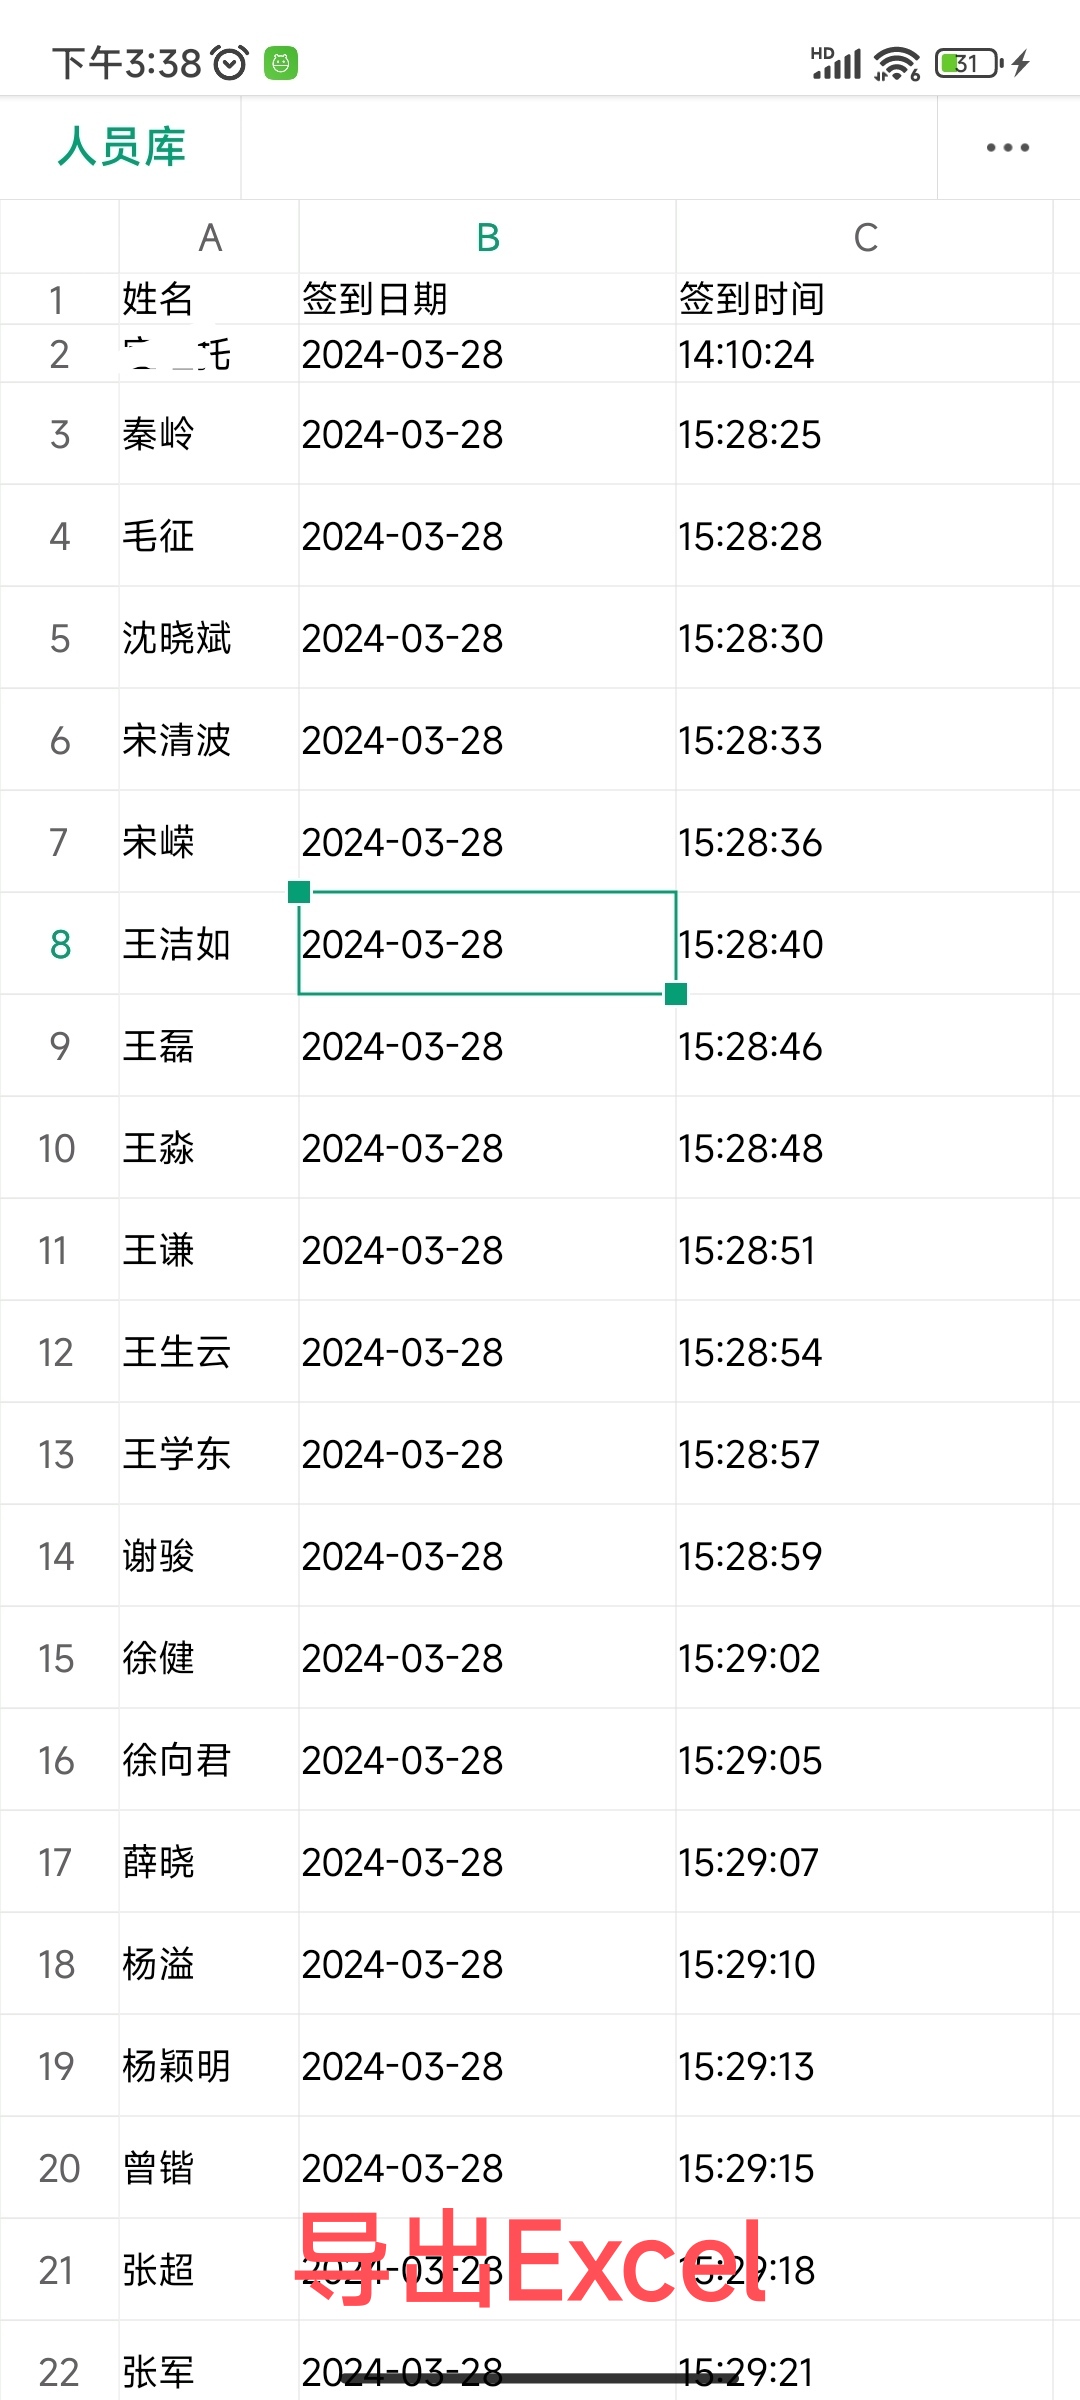 下午3:38 HD 6 31
人员库
A B C
1 姓名 签到日期 签到时间
2 托 2024-03-28 14:10:24
3 秦岭 2024-03-28 15:28:25
4 毛征 2024-03-28 15:28:28
5 沈晓斌 2024-03-28 15:28:30
6 宋清波 2024-03-28 15:28:33
7 宋嵘 2024-03-28 15:28:36
8 王洁如 2024-03-28 15:28:40
9 王磊 2024-03-28 15:28:46
10 王淼 2024-03-28 15:28:48
11 王谦 2024-03-28 15:28:51
12 王生云 2024-03-28 15:28:54
13 王学东 2024-03-28 15:28:57
14 谢骏 2024-03-28 15:28:59
15 徐健 2024-03-28 15:29:02
16 徐向君 2024-03-28 15:29:05
17 薛晓 2024-03-28 15:29:07
18 杨溢 2024-03-28 15:29:10
19 杨颖明 2024-03-28 15:29:13
20 曾锴 2024-03-28 15:29:15
21 张超 2024-03-28 15:29:18
导出Excel
22 张军 2024-03-28 15:29:21